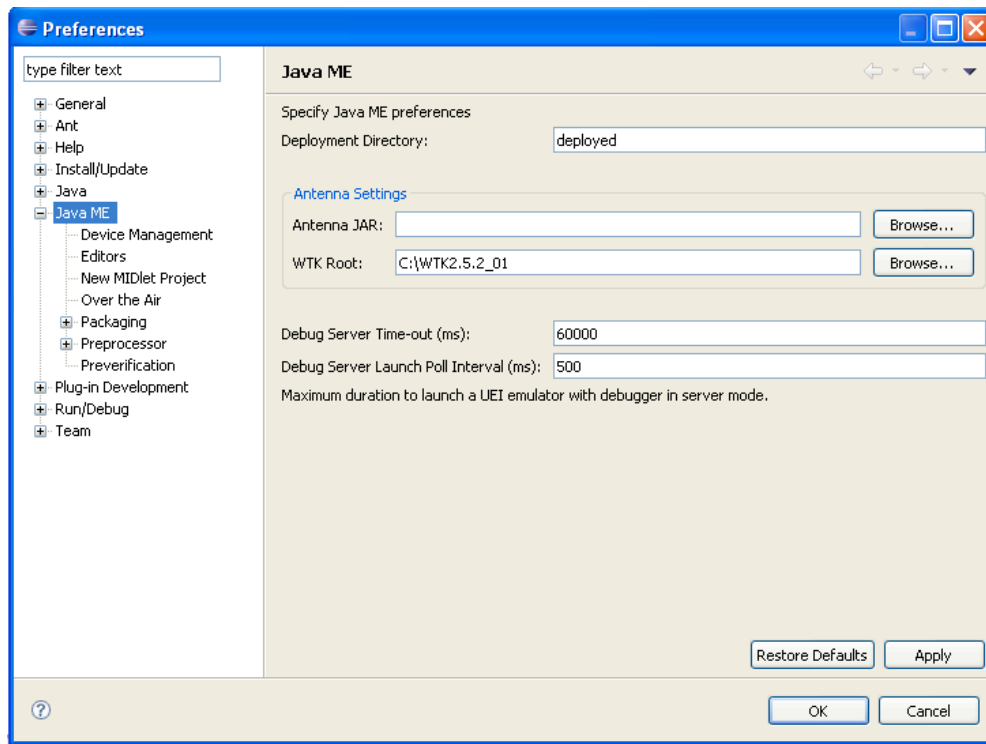 Preferences
type filter text
Java ME
General
Ant
Help
Install/Update
Java
Java ME
Device Management
Editors
New MIDlet Project
Over the Air
Packaging
Preprocessor
Preverification
Plug-in Development
Run/Debug
Team
Specify Java ME preferences
Deployment Directory: deployed
Antenna Settings
Antenna JAR: Browse...
WTK Root: C:\WTK2.5.2_01 Browse...
Debug Server Time-out (ms): 60000
Debug Server Launch Poll Interval (ms): 500
Maximum duration to launch a UEI emulator with debugger in server mode.
Restore Defaults Apply
? OK Cancel